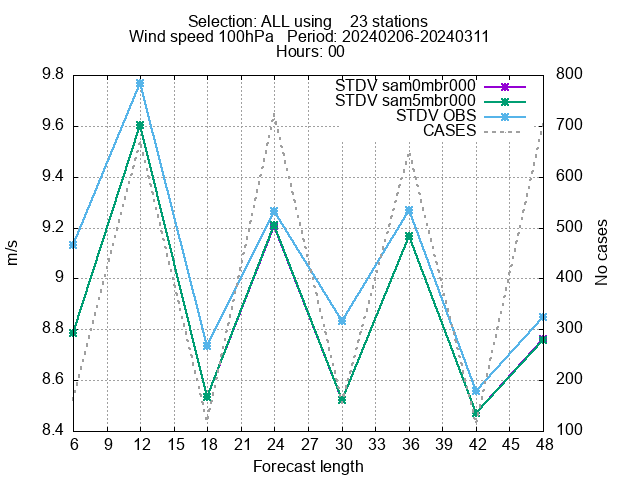 Selection: ALL using    23 stations
Wind speed 100hPa   Period: 20240206-20240311
Hours: 00
STDV sam0mbr000
STDV sam5mbr000
STDV OBS
CASES
9.8
9.6
9.4
9.2
9
8.8
8.6
8.4
m/s
800
700
600
500
400
300
200
100
No cases
6 12 15 18 21 24 27 30 33 36 42 45 48
Forecast length